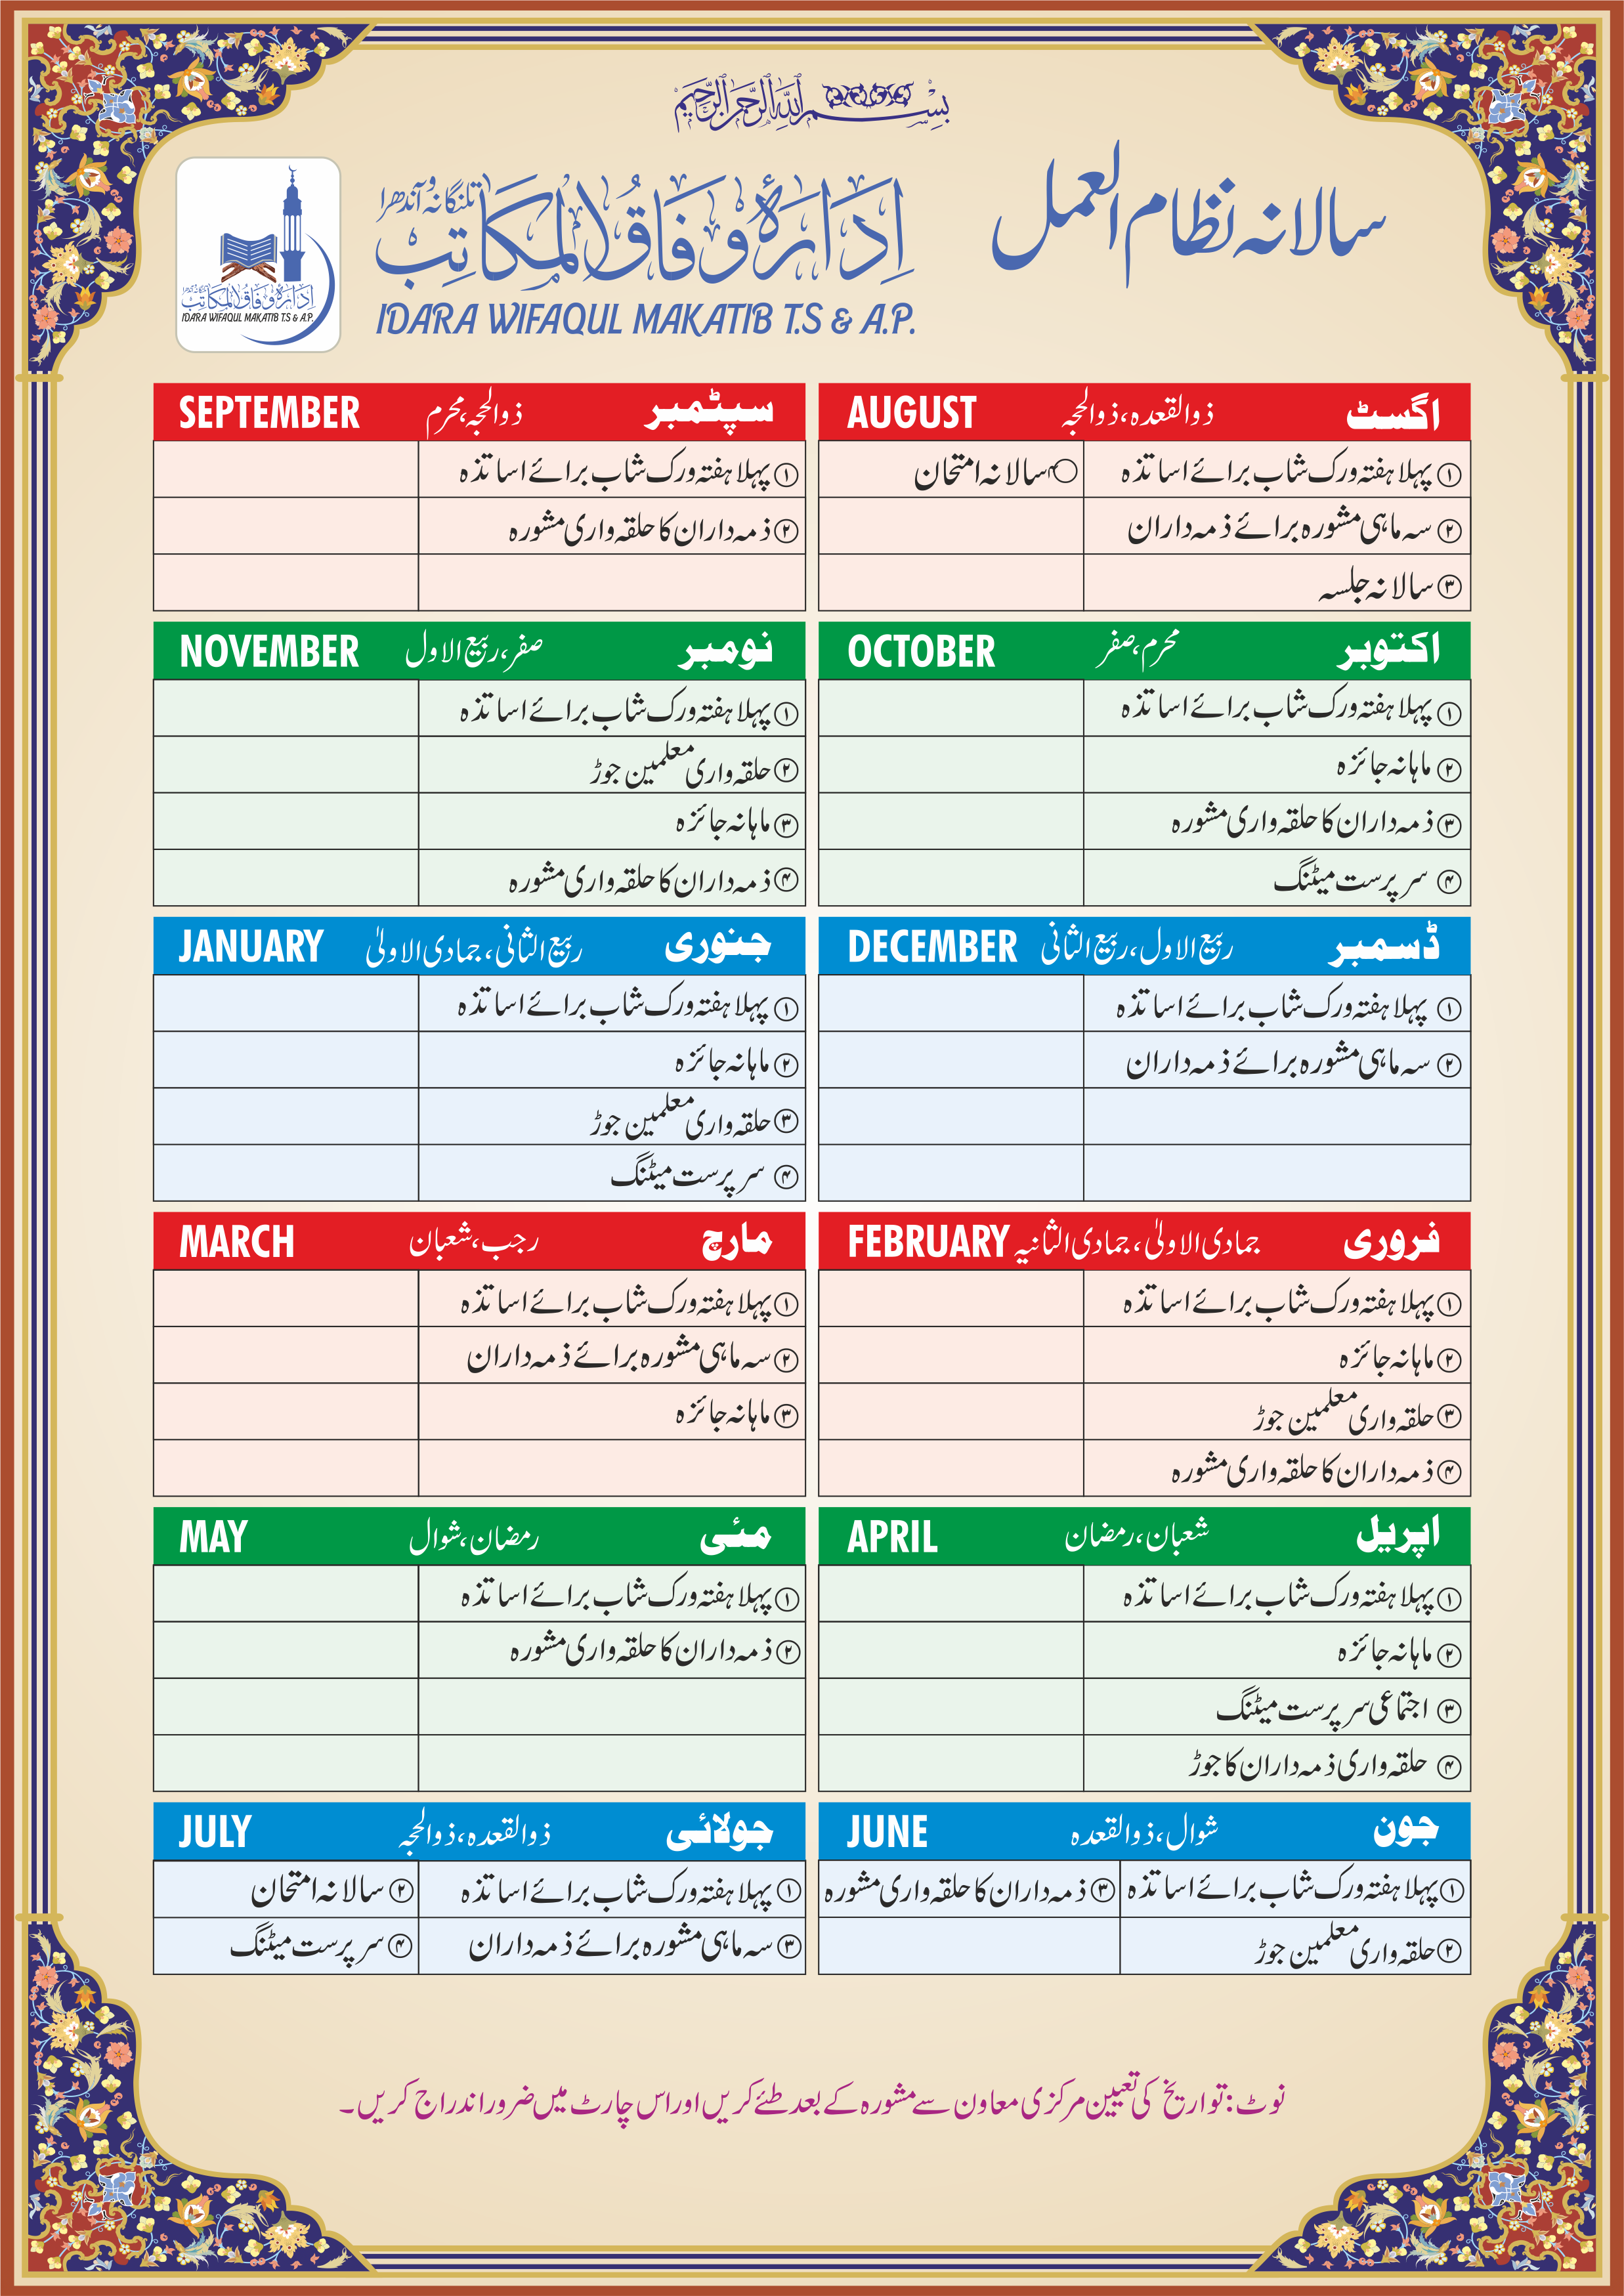 بسم اللہ الرحمن الرحیم
سالانہ نظام العمل
ادارہ وفاق المکاتب تلنگانہ و آندھرا
IDARA WIFAQUL MAKATIB T.S & A.P.
ادارہ وفاق المکاتب
IDARA WIFAQUL MAKATIB T.S & A.P.
اگست ذوالقعدہ، ذوالحجہ AUGUST
① پہلا ہفتہ ورک شاپ برائے اساتذہ
④ سالانہ امتحان
② سہ ماہی مشورہ برائے ذمہ داران
③ سالانہ جلسہ
سپٹمبر ذوالحجہ، محرم SEPTEMBER
① پہلا ہفتہ ورک شاپ برائے اساتذہ
② ذمہ داران کا حلقہ واری مشورہ
اکتوبر محرم، صفر OCTOBER
① پہلا ہفتہ ورک شاپ برائے اساتذہ
② ماہانہ جائزہ
③ ذمہ داران کا حلقہ واری مشورہ
④ سرپرست میٹنگ
نومبر صفر، ربیع الاول NOVEMBER
① پہلا ہفتہ ورک شاپ برائے اساتذہ
② حلقہ واری معلمین جوڑ
③ ماہانہ جائزہ
④ ذمہ داران کا حلقہ واری مشورہ
ڈسمبر ربیع الاول، ربیع الثانی DECEMBER
① پہلا ہفتہ ورک شاپ برائے اساتذہ
② سہ ماہی مشورہ برائے ذمہ داران
جنوری ربیع الثانی، جمادی الاولیٰ JANUARY
① پہلا ہفتہ ورک شاپ برائے اساتذہ
② ماہانہ جائزہ
③ حلقہ واری معلمین جوڑ
④ سرپرست میٹنگ
فروری جمادی الاولیٰ، جمادی الثانیہ FEBRUARY
① پہلا ہفتہ ورک شاپ برائے اساتذہ
② ماہانہ جائزہ
③ حلقہ واری معلمین جوڑ
④ ذمہ داران کا حلقہ واری مشورہ
مارچ رجب، شعبان MARCH
① پہلا ہفتہ ورک شاپ برائے اساتذہ
② سہ ماہی مشورہ برائے ذمہ داران
③ ماہانہ جائزہ
اپریل شعبان، رمضان APRIL
① پہلا ہفتہ ورک شاپ برائے اساتذہ
② ماہانہ جائزہ
③ اجتماعی سرپرست میٹنگ
④ حلقہ واری ذمہ داران کا جوڑ
مئی رمضان، شوال MAY
① پہلا ہفتہ ورک شاپ برائے اساتذہ
② ذمہ داران کا حلقہ واری مشورہ
جون شوال، ذوالقعدہ JUNE
① پہلا ہفتہ ورک شاپ برائے اساتذہ
③ ذمہ داران کا حلقہ واری مشورہ
② حلقہ واری معلمین جوڑ
جولائی ذوالقعدہ، ذوالحجہ JULY
① پہلا ہفتہ ورک شاپ برائے اساتذہ
② سالانہ امتحان
③ سہ ماہی مشورہ برائے ذمہ داران
④ سرپرست میٹنگ
نوٹ: تواریخ کی تعیین مرکزی معاون سے مشورہ کے بعد طئے کریں اور اس چارٹ میں ضرور اندراج کریں۔